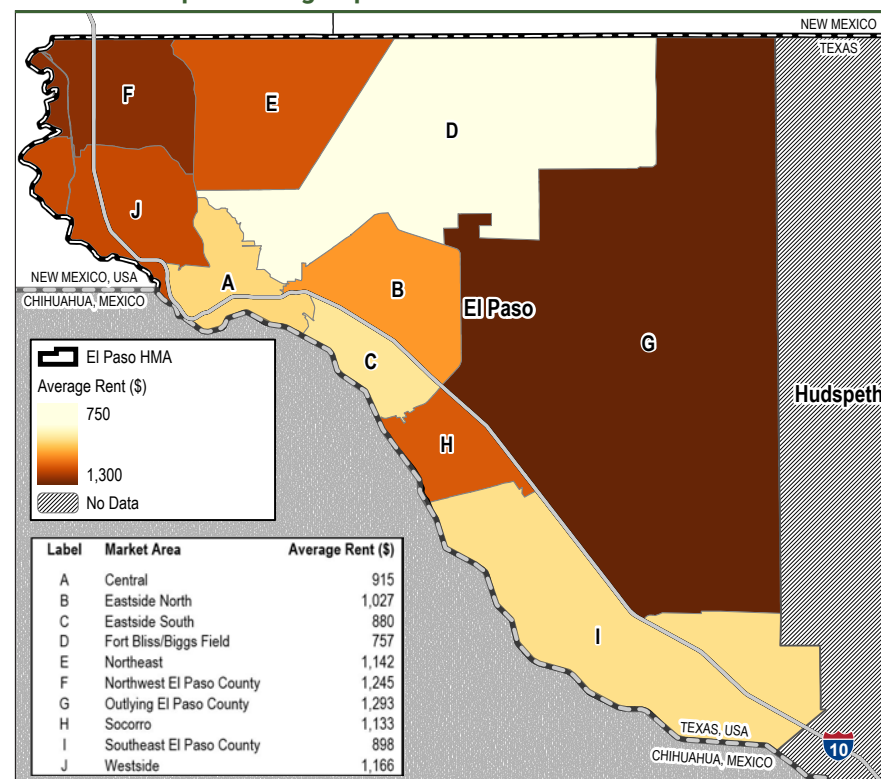 NEW MEXICO
TEXAS
F
E
D
J
A
B
El Paso
G
C
Hudspeth
H
I
NEW MEXICO, USA
CHIHUAHUA, MEXICO
El Paso HMA
Average Rent ($)
750
1,300
No Data
Label Market Area Average Rent ($)
A Central 915
B Eastside North 1,027
C Eastside South 880
D Fort Bliss/Biggs Field 757
E Northeast 1,142
F Northwest El Paso County 1,245
G Outlying El Paso County 1,293
H Socorro 1,133
I Southeast El Paso County 898
J Westside 1,166
TEXAS, USA
CHIHUAHUA, MEXICO
10